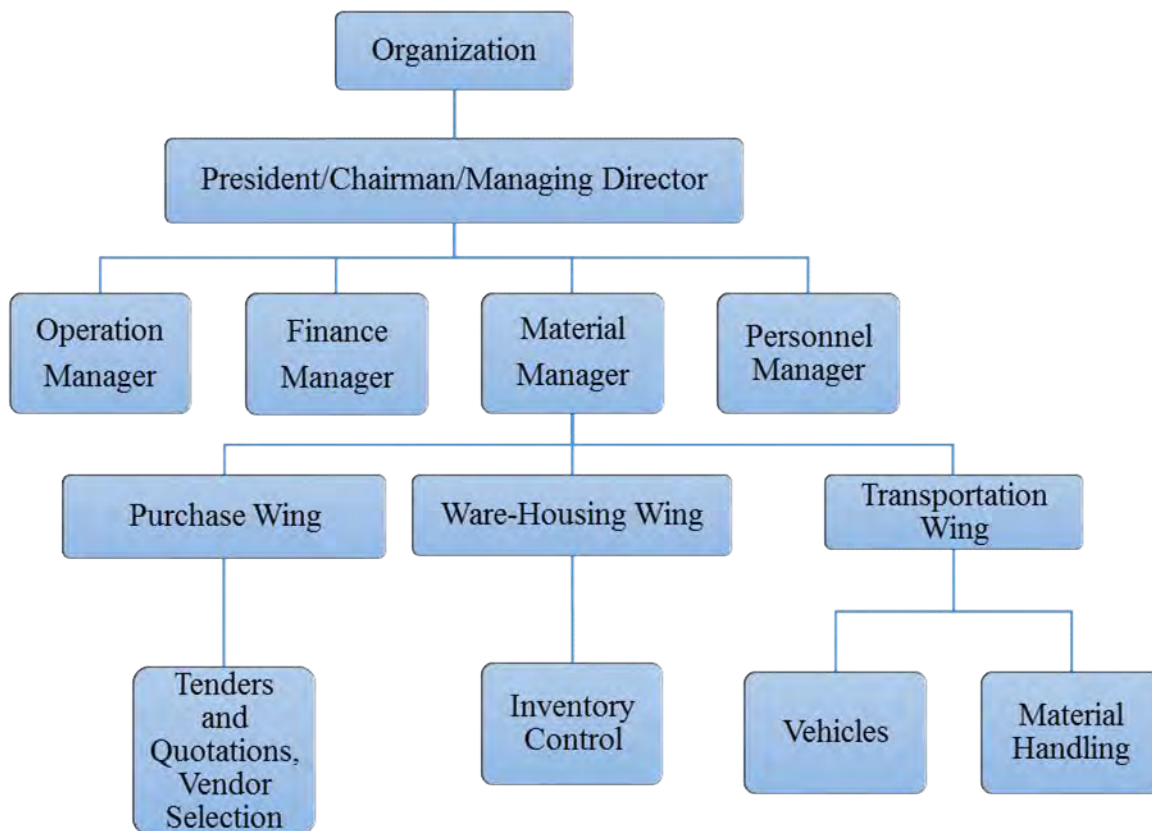 Organization
President/Chairman/Managing Director
Operation
Manager
Finance
Manager
Material
Manager
Personnel
Manager
Purchase Wing
Ware-Housing Wing
Transportation
Wing
Tenders
and
Quotations,
Vendor
Selection
Inventory
Control
Vehicles
Material
Handling